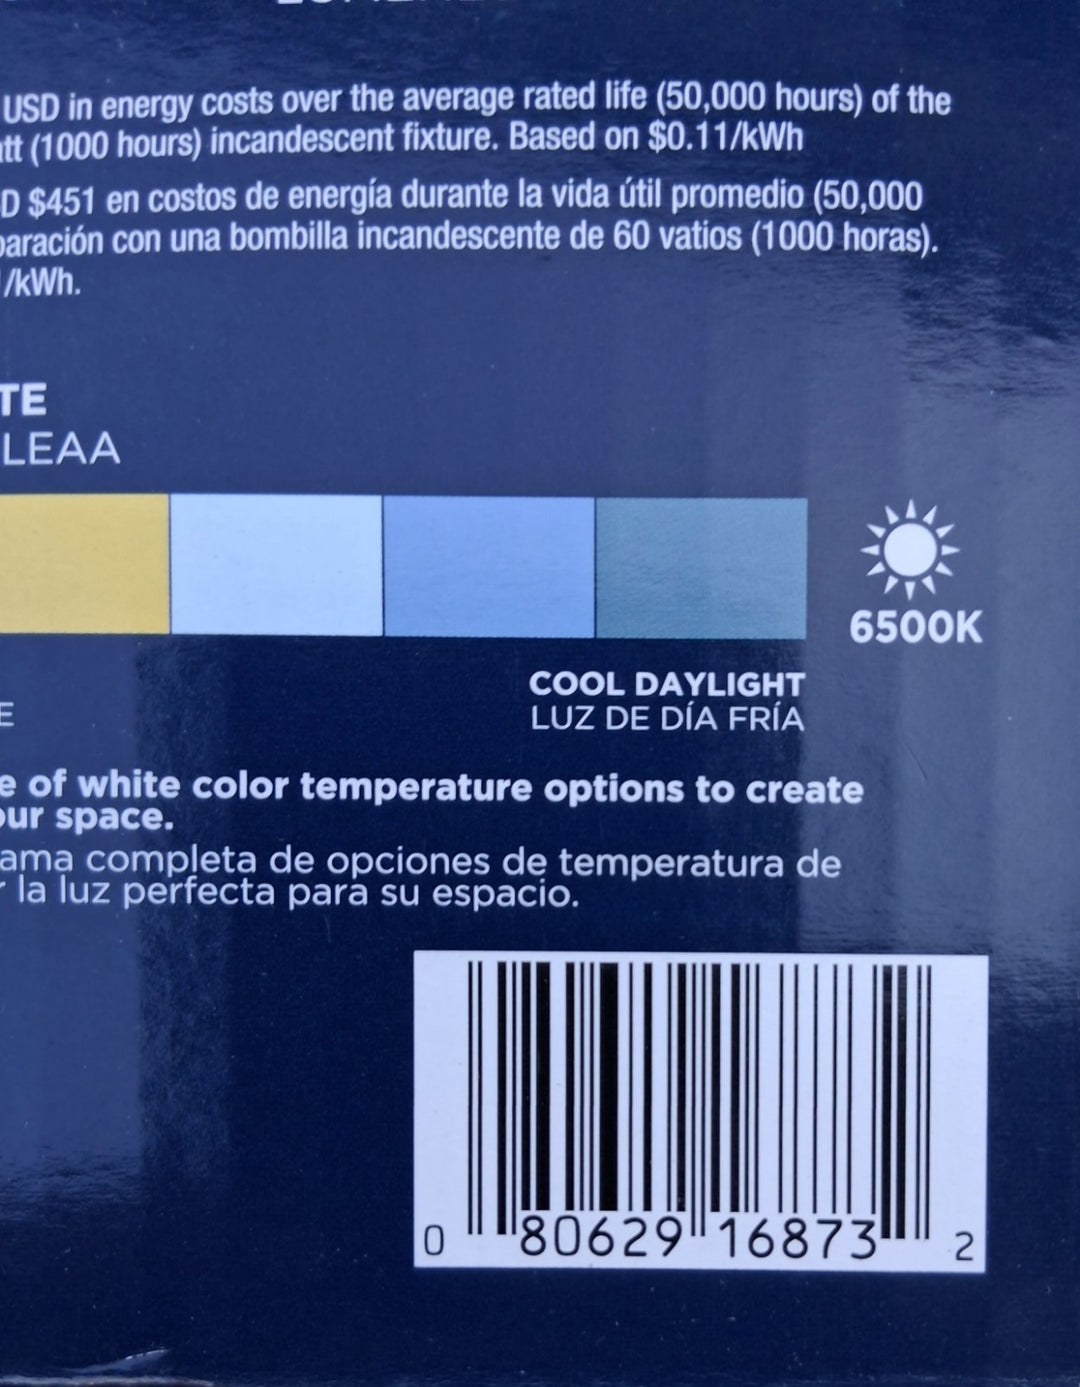 USD in energy costs over the average rated life (50,000 hours) of the
tt (1000 hours) incandescent fixture. Based on $0.11/kWh
D $451 en costos de energía durante la vida útil promedio (50,000
paración con una bombilla incandescente de 60 vatios (1000 horas).
/kWh.
TE
LEAA
6500K
COOL DAYLIGHT
E
LUZ DE DÍA FRÍA
e of white color temperature options to create
our space.
ama completa de opciones de temperatura de
r la luz perfecta para su espacio.
0 80629 16873 2